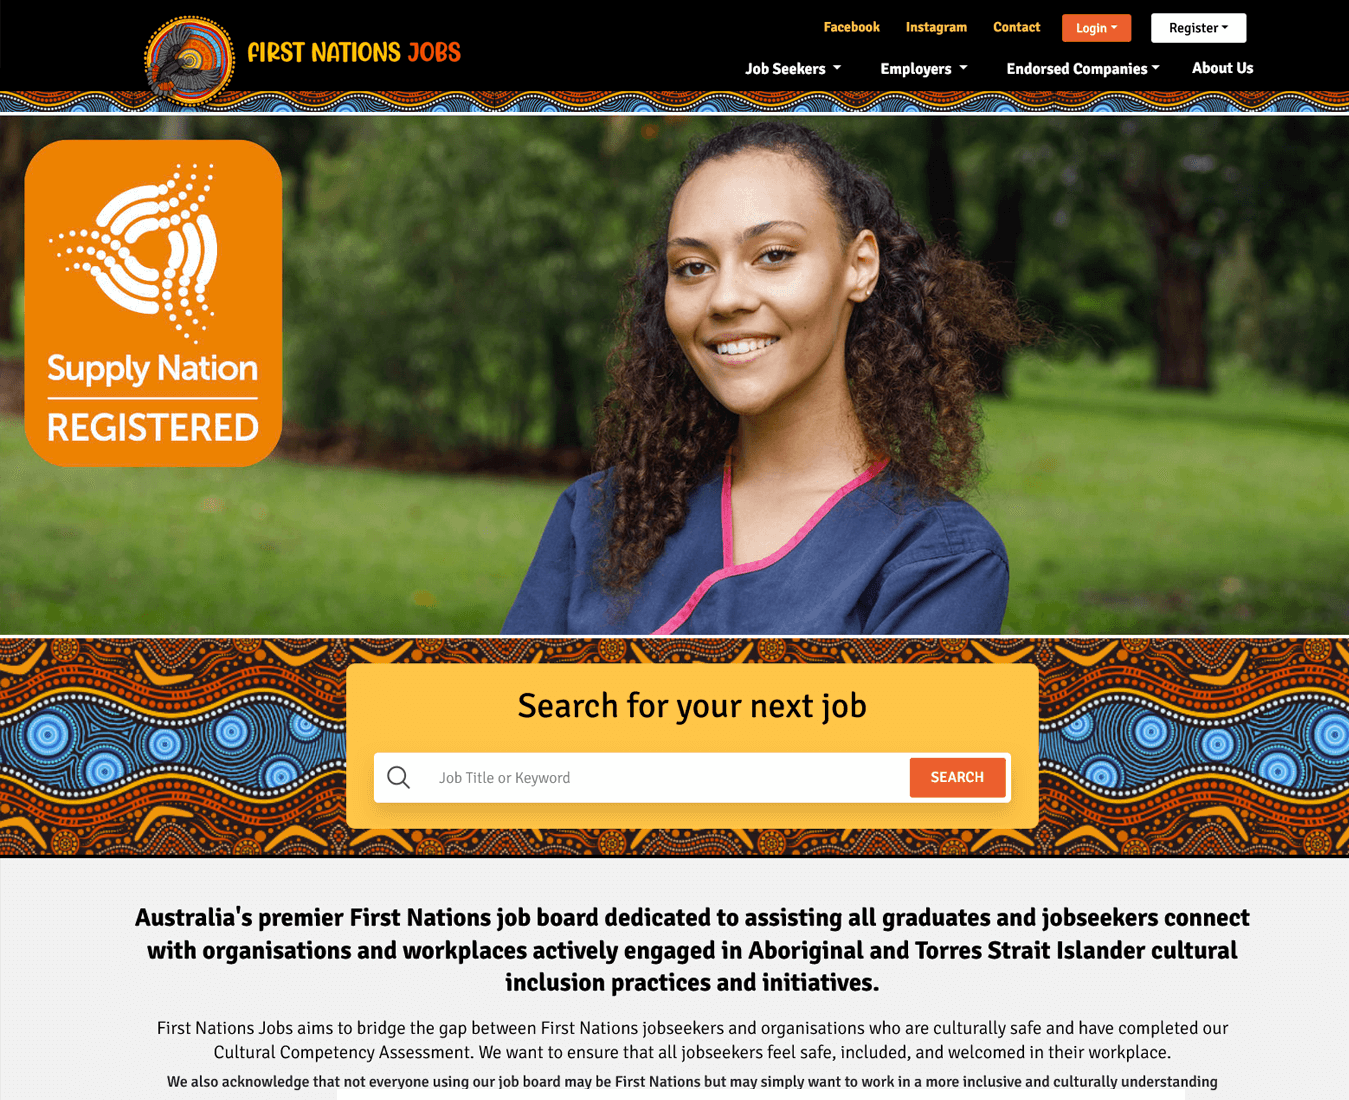 Facebook Instagram Contact Login Register
FIRST NATIONS JOBS
Job Seekers Employers Endorsed Companies About Us
Supply Nation
REGISTERED
Search for your next job
Job Title or Keyword SEARCH
Australia's premier First Nations job board dedicated to assisting all graduates and jobseekers connect
with organisations and workplaces actively engaged in Aboriginal and Torres Strait Islander cultural
inclusion practices and initiatives.
First Nations Jobs aims to bridge the gap between First Nations jobseekers and organisations who are culturally safe and have completed our
Cultural Competency Assessment. We want to ensure that all jobseekers feel safe, included, and welcomed in their workplace.
We also acknowledge that not everyone using our job board may be First Nations but may simply want to work in a more inclusive and culturally understanding